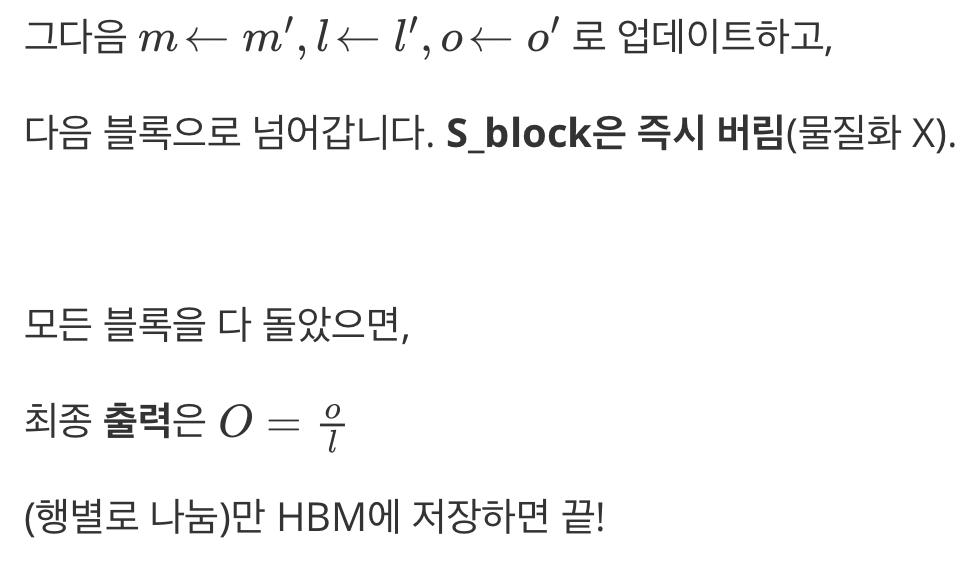 그다음 m ← m′, l ← l′, o ← o′ 로 업데이트하고,
다음 블록으로 넘어갑니다. S_block은 즉시 버림(물질화 X).
모든 블록을 다 돌았으면,
최종 출력은 O = o/l
(행별로 나눔)만 HBM에 저장하면 끝!